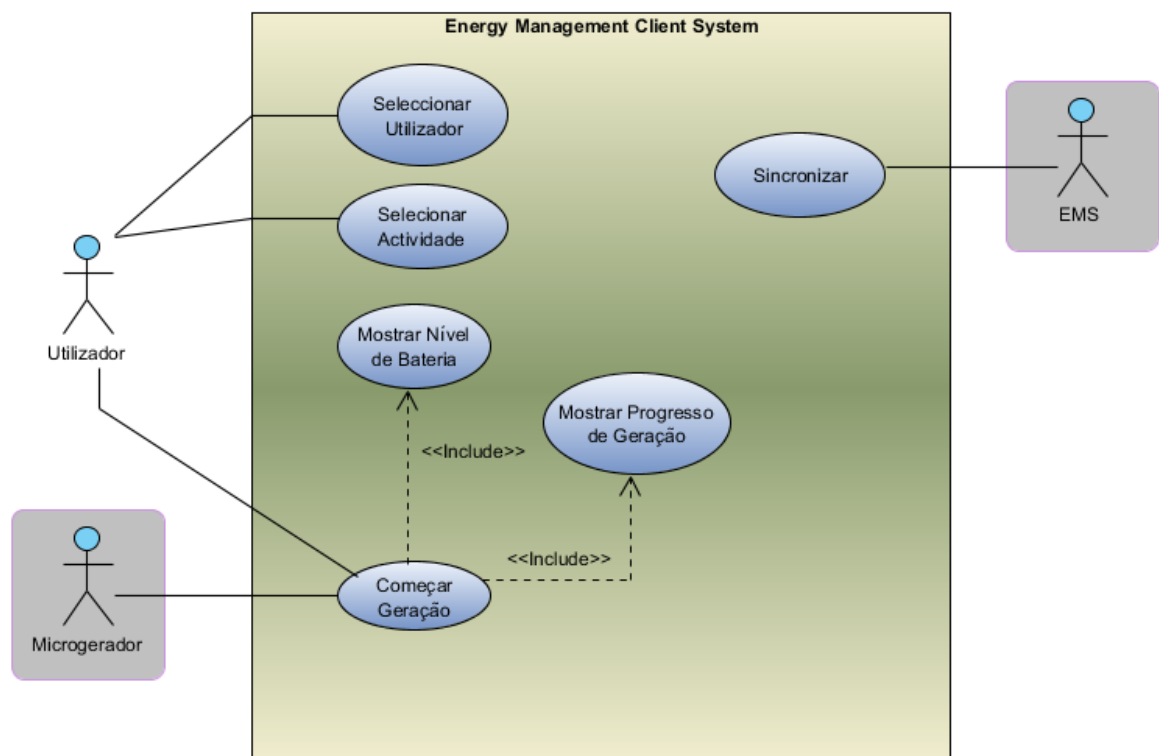 Energy Management Client System
Seleccionar
Utilizador
Sincronizar
EMS
Selecionar
Actividade
Utilizador
Mostrar Nível
de Bateria
Mostrar Progresso
de Geração
<<Include>>
<<Include>>
Começar
Geração
Microgerador